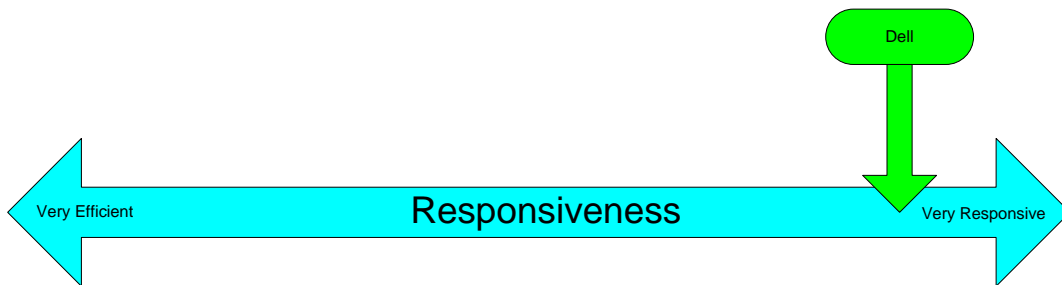 Dell
Very Efficient
Responsiveness
Very Responsive